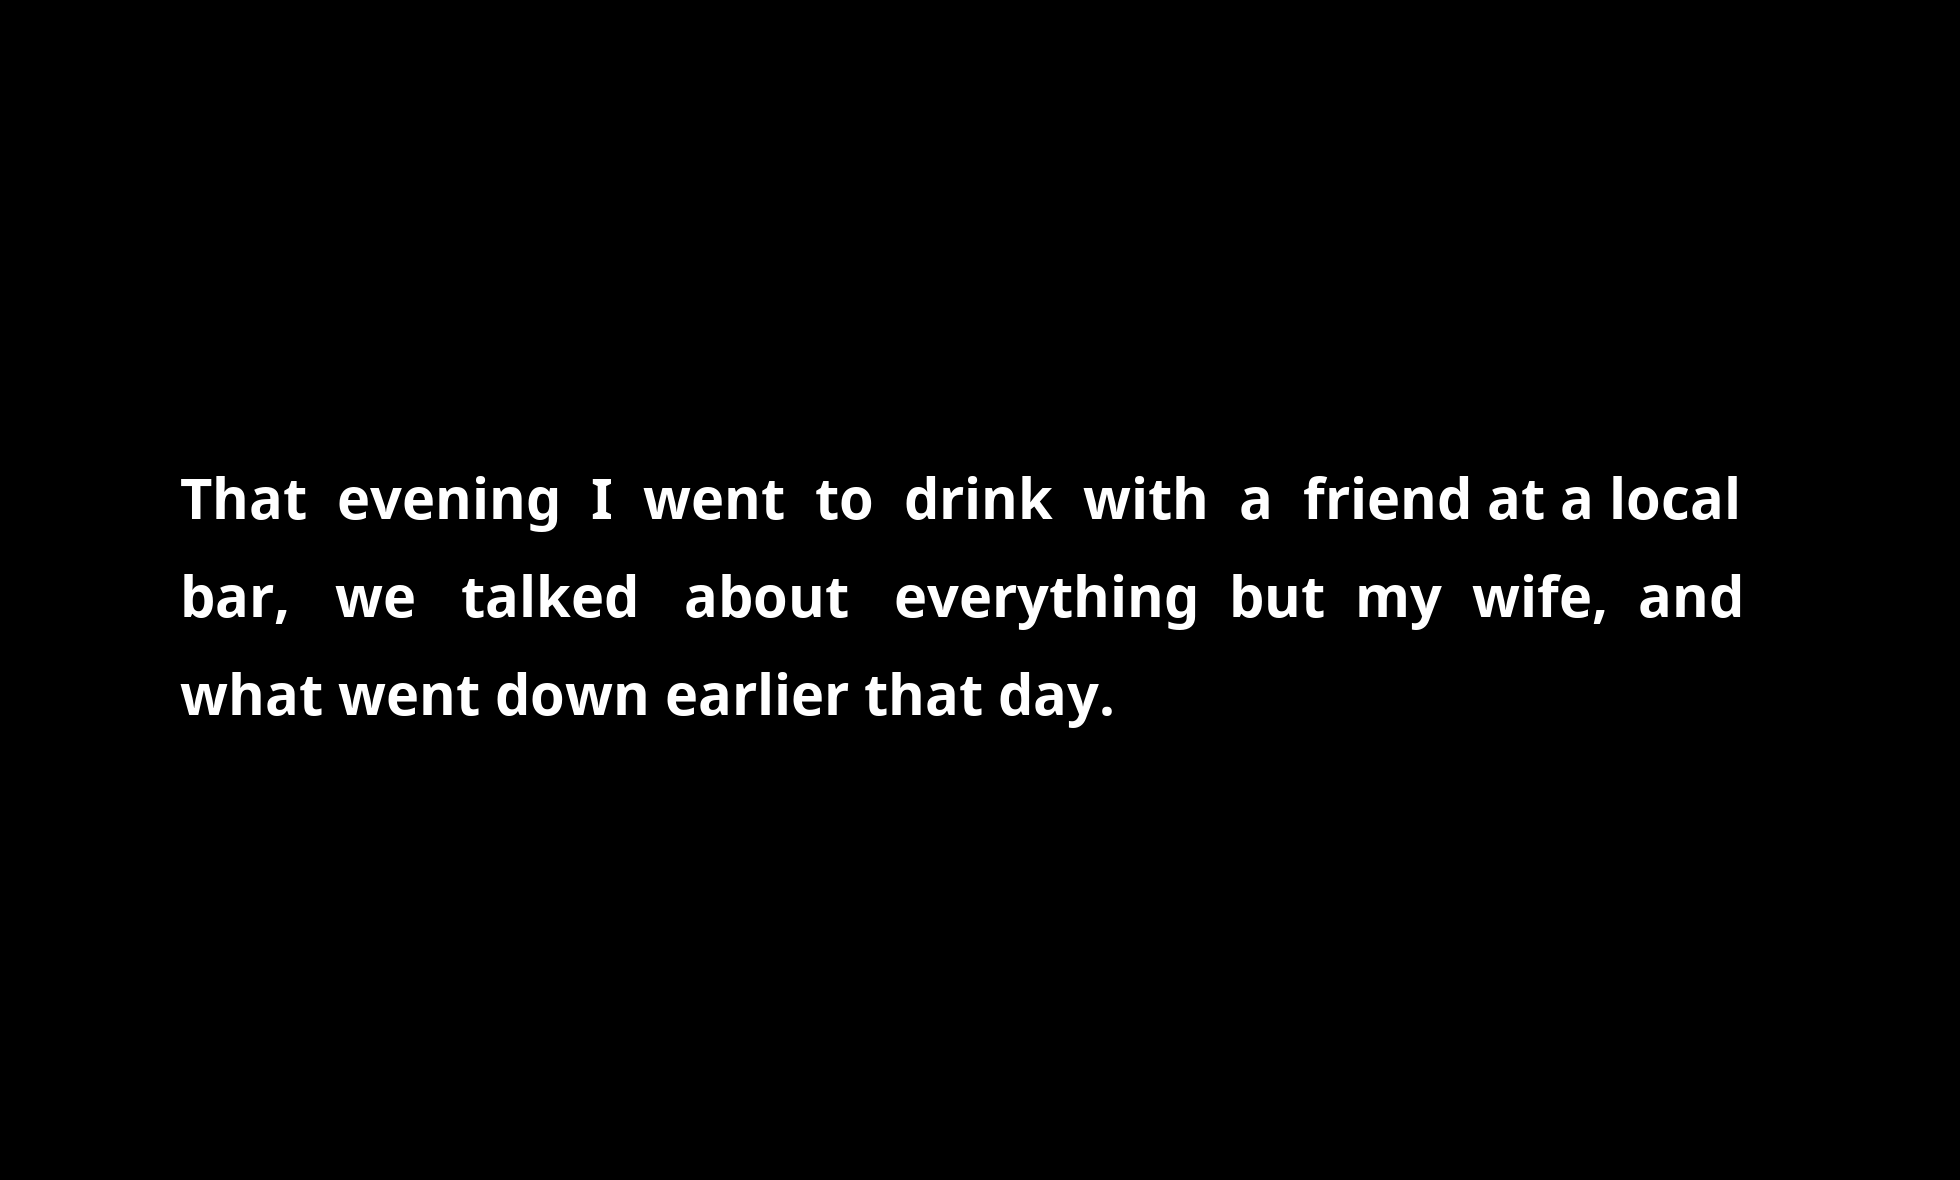 That evening I went to drink with a friend at a local
bar, we talked about everything but my wife, and
what went down earlier that day.